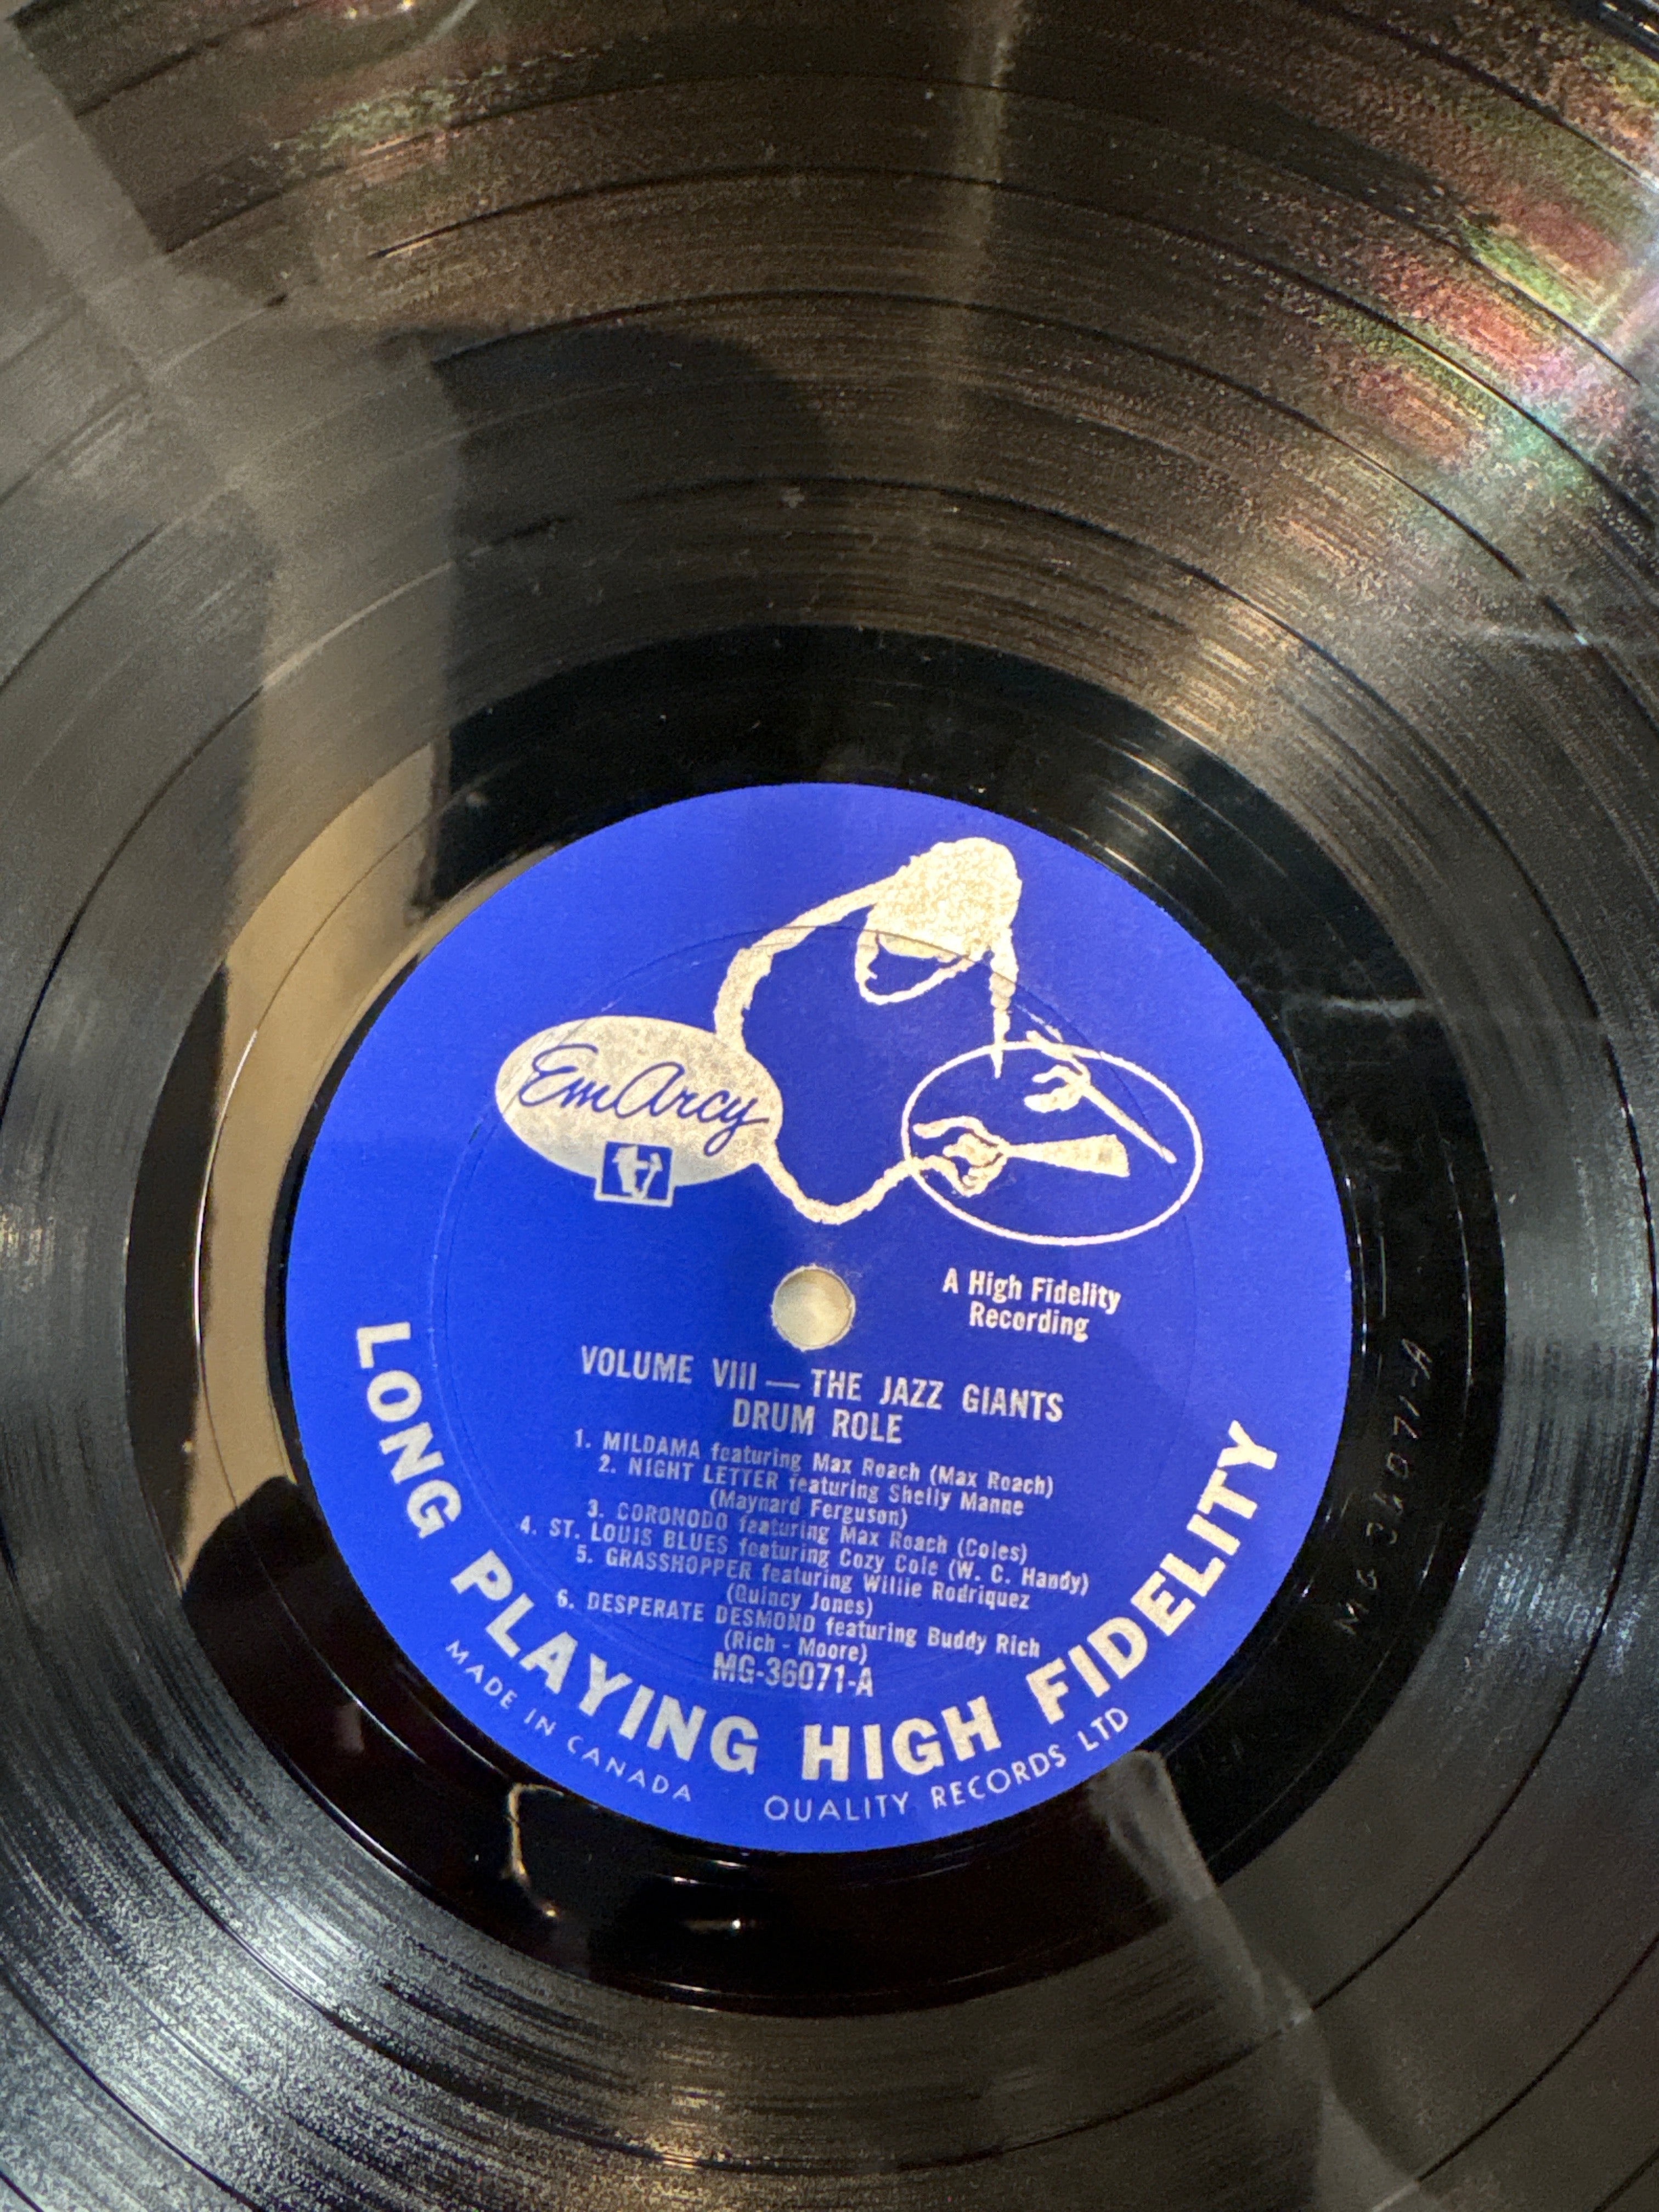 EmArcy
A High Fidelity
Recording
VOLUME VIII — THE JAZZ GIANTS
DRUM ROLE
1. MILDAMA featuring Max Roach (Max Roach)
2. NIGHT LETTER featuring Shelly Manne
(Maynard Ferguson)
3. CORONODO featuring Max Roach (Coles)
4. ST. LOUIS BLUES featuring Cozy Cole (W. C. Handy)
5. GRASSHOPPER featuring Willie Rodriquez
(Quincy Jones)
6. DESPERATE DESMOND featuring Buddy Rich
(Rich - Moore)
MG-36071-A
LONG PLAYING HIGH FIDELITY
MADE IN CANADA QUALITY RECORDS LTD
MG 36071-A